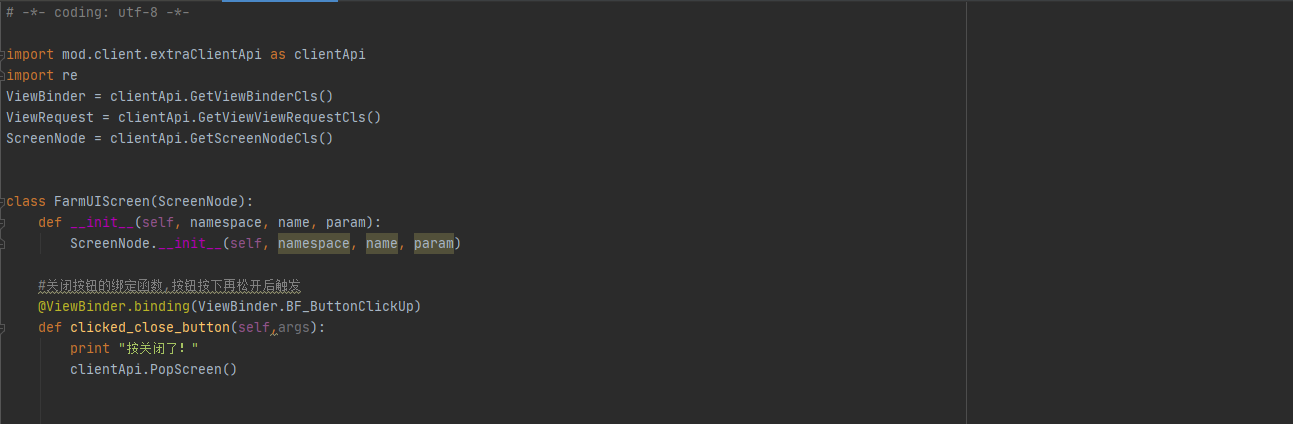 # -*- coding: utf-8 -*-
import mod.client.extraClientApi as clientApi
import re
ViewBinder = clientApi.GetViewBinderCls()
ViewRequest = clientApi.GetViewViewRequestCls()
ScreenNode = clientApi.GetScreenNodeCls()
class FarmUIScreen(ScreenNode):
    def __init__(self, namespace, name, param):
        ScreenNode.__init__(self, namespace, name, param)
    #关闭按钮的绑定函数,按钮按下再松开后触发
    @ViewBinder.binding(ViewBinder.BF_ButtonClickUp)
    def clicked_close_button(self,args):
        print "按关闭了!"
        clientApi.PopScreen()